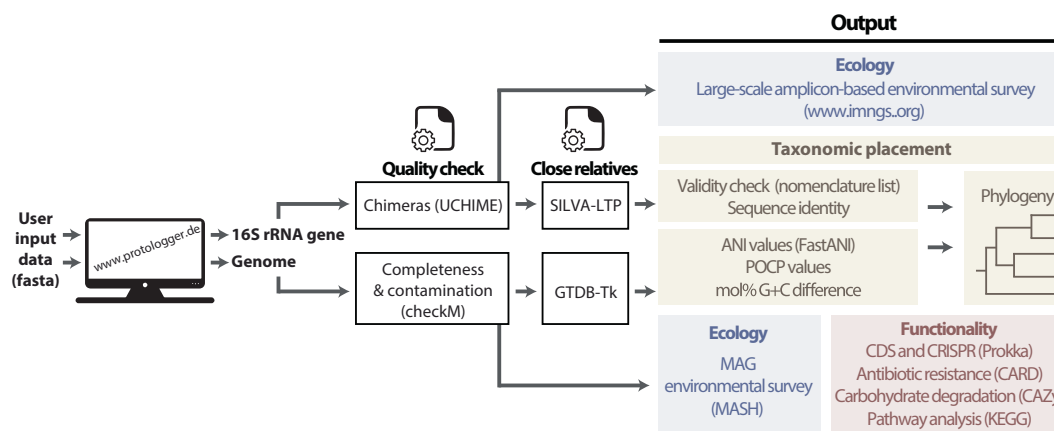 Output
Ecology
Large-scale amplicon-based environmental survey
(www.imngs..org)
Quality check
Close relatives
Taxonomic placement
User
input
data
(fasta)
www.protologger.de
16S rRNA gene
Genome
Chimeras (UCHIME)
SILVA-LTP
Validity check (nomenclature list)
Sequence identity
Phylogeny
Completeness
& contamination
(checkM)
GTDB-Tk
ANI values (FastANI)
POCP values
mol% G+C difference
Ecology
MAG
environmental survey
(MASH)
Functionality
CDS and CRISPR (Prokka)
Antibiotic resistance (CARD)
Carbohydrate degradation (CAZy
Pathway analysis (KEGG)